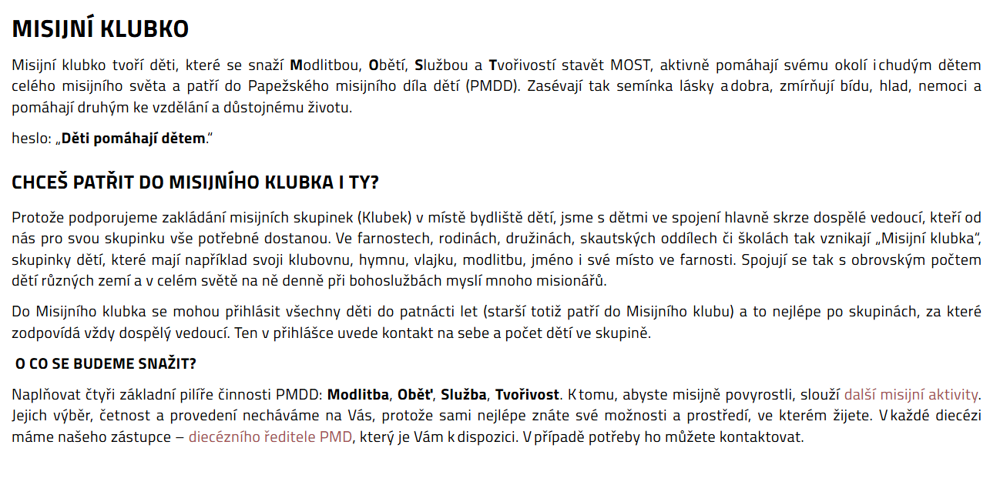 MISIJNÍ KLUBKO
Misijní klubko tvoří děti, které se snaží Modlitbou, Obětí, Službou a Tvořivostí stavět MOST, aktivně pomáhají svému okolí i chudým dětem
celého misijního světa a patří do Papežského misijního díla dětí (PMDD). Zasévají tak semínka lásky a dobra, zmírňují bídu, hlad, nemoci a
pomáhají druhým ke vzdělání a důstojnému životu.
heslo: „Děti pomáhají dětem.“
CHCEŠ PATŘIT DO MISIJNÍHO KLUBKA I TY?
Protože podporujeme zakládání misijních skupinek (Klubek) v místě bydliště dětí, jsme s dětmi ve spojení hlavně skrze dospělé vedoucí, kteří od
nás pro svou skupinku vše potřebné dostanou. Ve farnostech, rodinách, družinách, skautských oddílech či školách tak vznikají „Misijní klubka“,
skupinky dětí, které mají například svoji klubovnu, hymnu, vlajku, modlitbu, jméno i své místo ve farnosti. Spojují se tak s obrovským počtem
dětí různých zemí a v celém světě na ně denně při bohoslužbách myslí mnoho misionářů.
Do Misijního klubka se mohou přihlásit všechny děti do patnácti let (starší totiž patří do Misijního klubu) a to nejlépe po skupinách, za které
zodpovídá vždy dospělý vedoucí. Ten v přihlášce uvede kontakt na sebe a počet dětí ve skupině.
O CO SE BUDEME SNAŽIT?
Naplňovat čtyři základní pilíře činnosti PMDD: Modlitba, Oběť, Služba, Tvořivost. K tomu, abyste misijně povyrostli, slouží další misijní aktivity.
Jejich výběr, četnost a provedení necháváme na Vás, protože sami nejlépe znáte své možnosti a prostředí, ve kterém žijete. V každé diecézi
máme našeho zástupce – diecézního ředitele PMD, který je Vám k dispozici. V případě potřeby ho můžete kontaktovat.